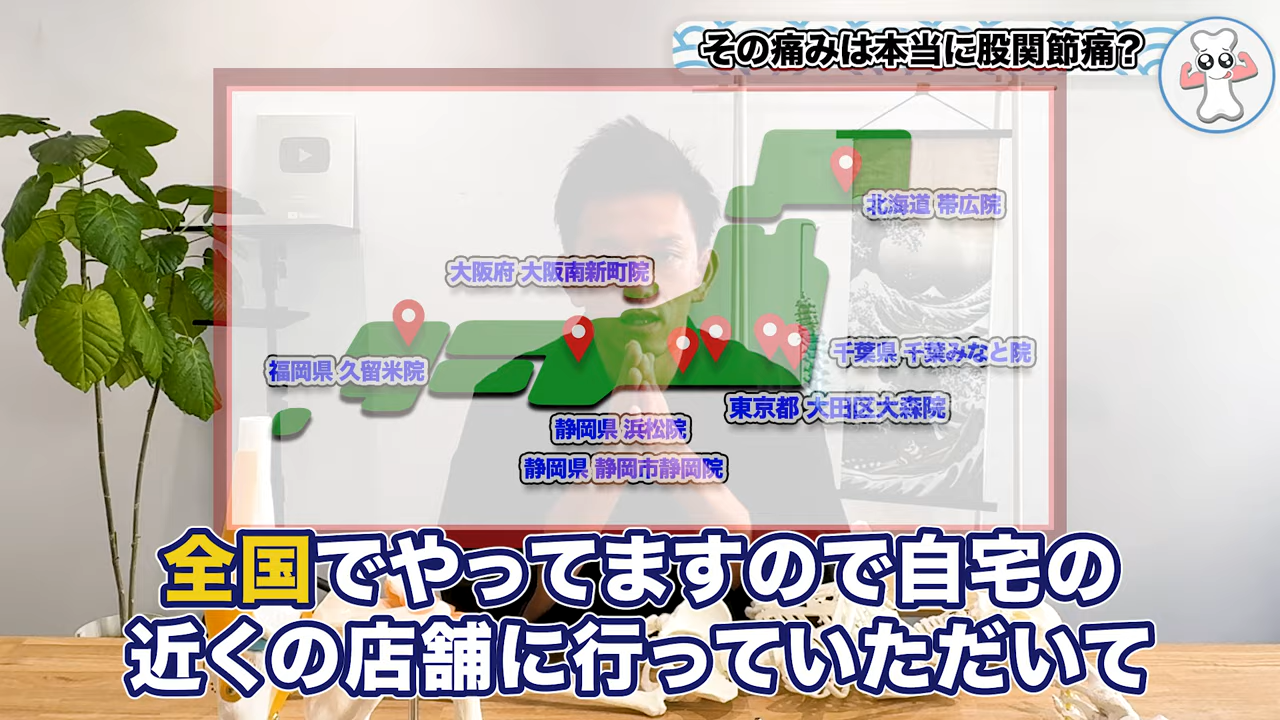 その痛みは本当に股関節痛?
北海道 帯広院
大阪府 大阪南新町院
千葉県 千葉みなと院
福岡県 久留米院
東京都 大田区大森院
静岡県 浜松院
静岡県 静岡市静岡院
全国でやってますので自宅の
近くの店舗に行っていただいて